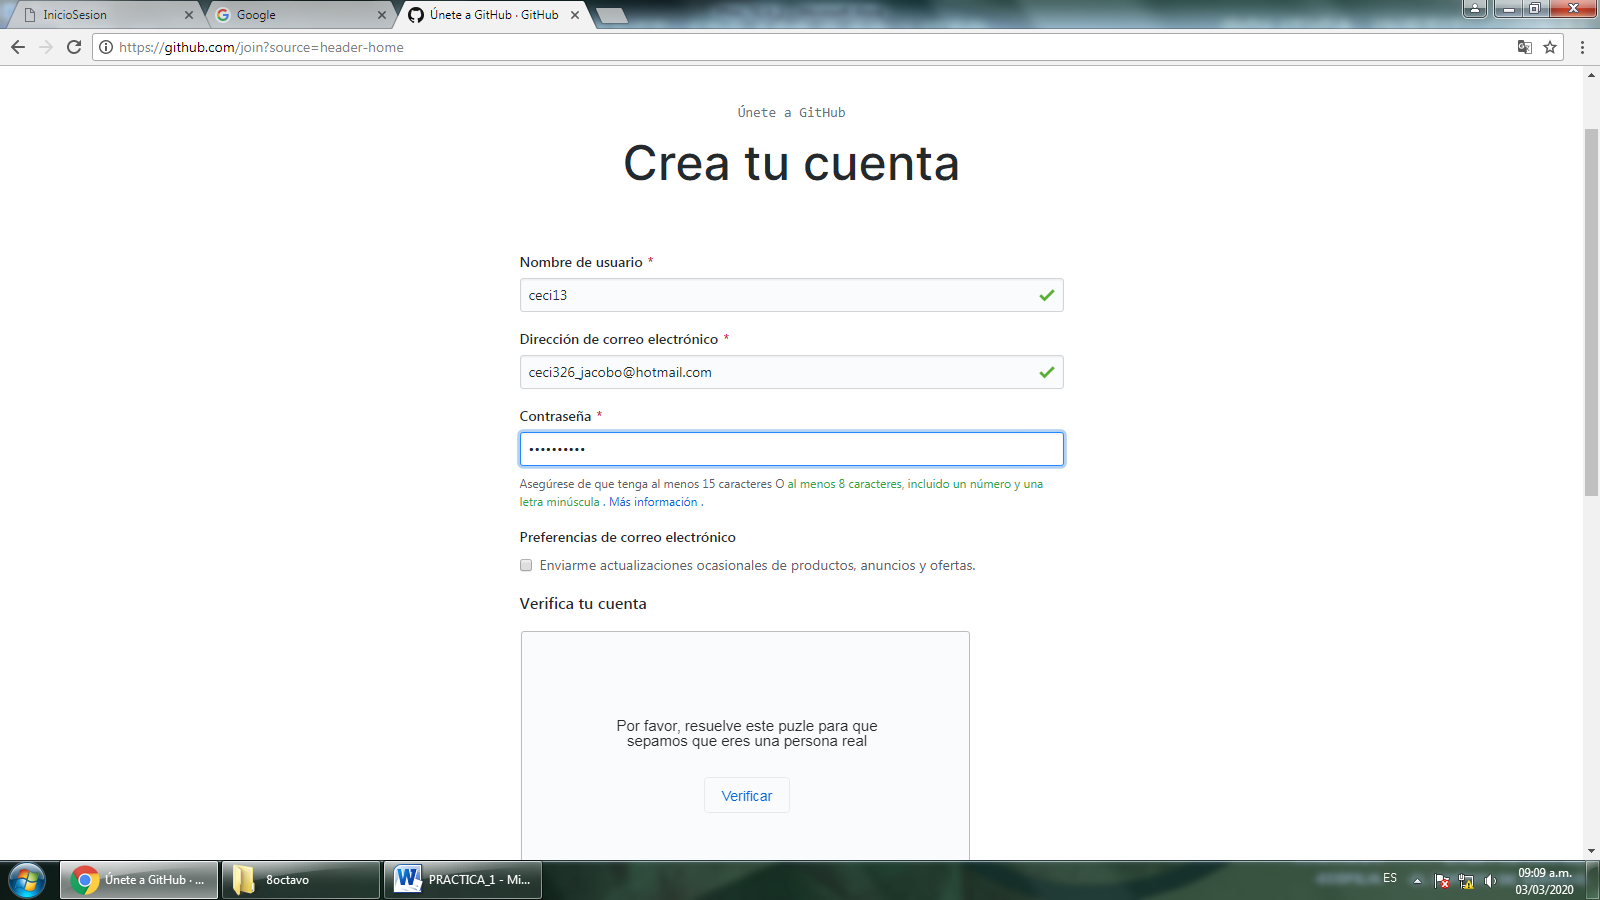 InicioSesion
Google
Únete a GitHub · GitHub
https://github.com/join?source=header-home
Únete a GitHub
Crea tu cuenta
Nombre de usuario *
ceci13
Dirección de correo electrónico *
ceci326_jacobo@hotmail.com
Contraseña *
••••••••••
Asegúrese de que tenga al menos 15 caracteres O al menos 8 caracteres, incluido un número y una
letra minúscula . Más información .
Preferencias de correo electrónico
Enviarme actualizaciones ocasionales de productos, anuncios y ofertas.
Verifica tu cuenta
Por favor, resuelve este puzle para que
sepamos que eres una persona real
Verificar
Únete a GitHub · ...
8octavo
PRACTICA_1 - Mi...
ES
09:09 a.m.
03/03/2020